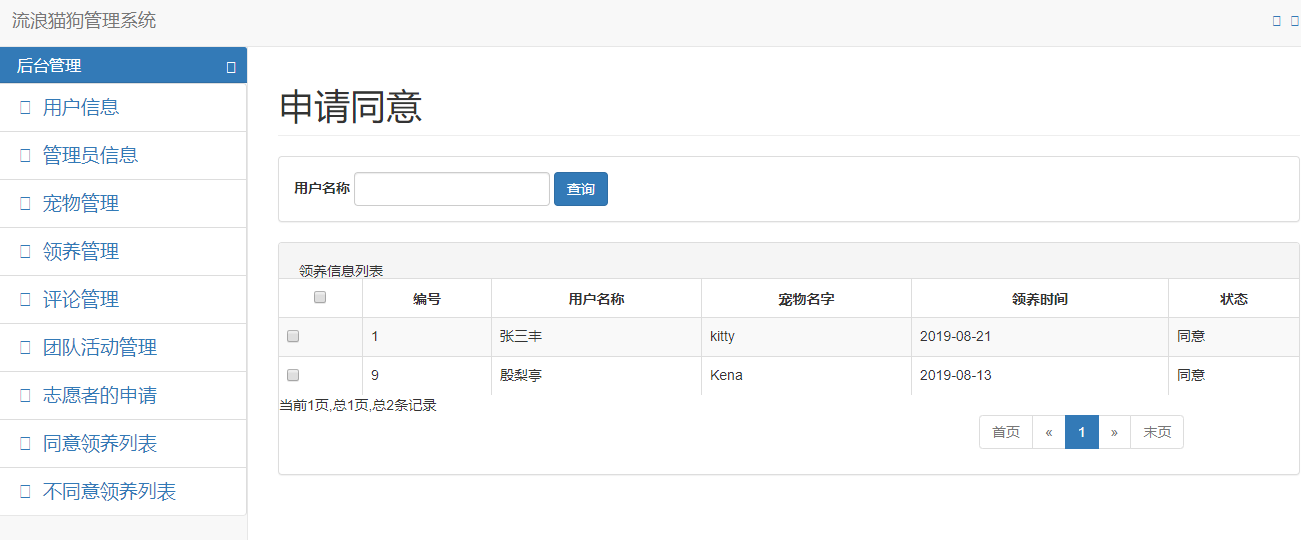 流浪猫狗管理系统
后台管理
用户信息
管理员信息
宠物管理
领养管理
评论管理
团队活动管理
志愿者的申请
同意领养列表
不同意领养列表
申请同意
用户名称 查询
领养信息列表
编号 用户名称 宠物名字 领养时间 状态
1 张三丰 kitty 2019-08-21 同意
9 殷梨亭 Kena 2019-08-13 同意
当前1页,总1页,总2条记录
首页 « 1 » 末页